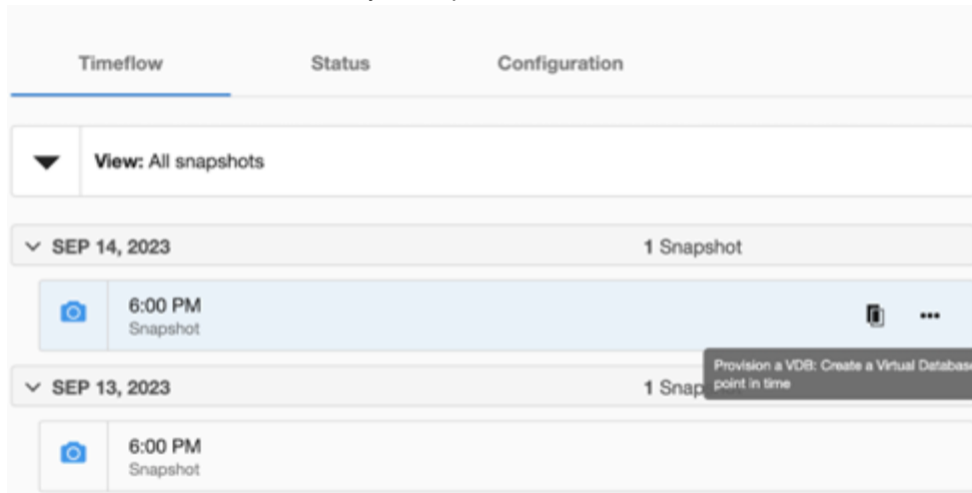 Timeflow Status Configuration
View: All snapshots
SEP 14, 2023 1 Snapshot
6:00 PM
Snapshot
Provision a VDB: Create a Virtual Database
point in time
SEP 13, 2023 1 Snap
6:00 PM
Snapshot